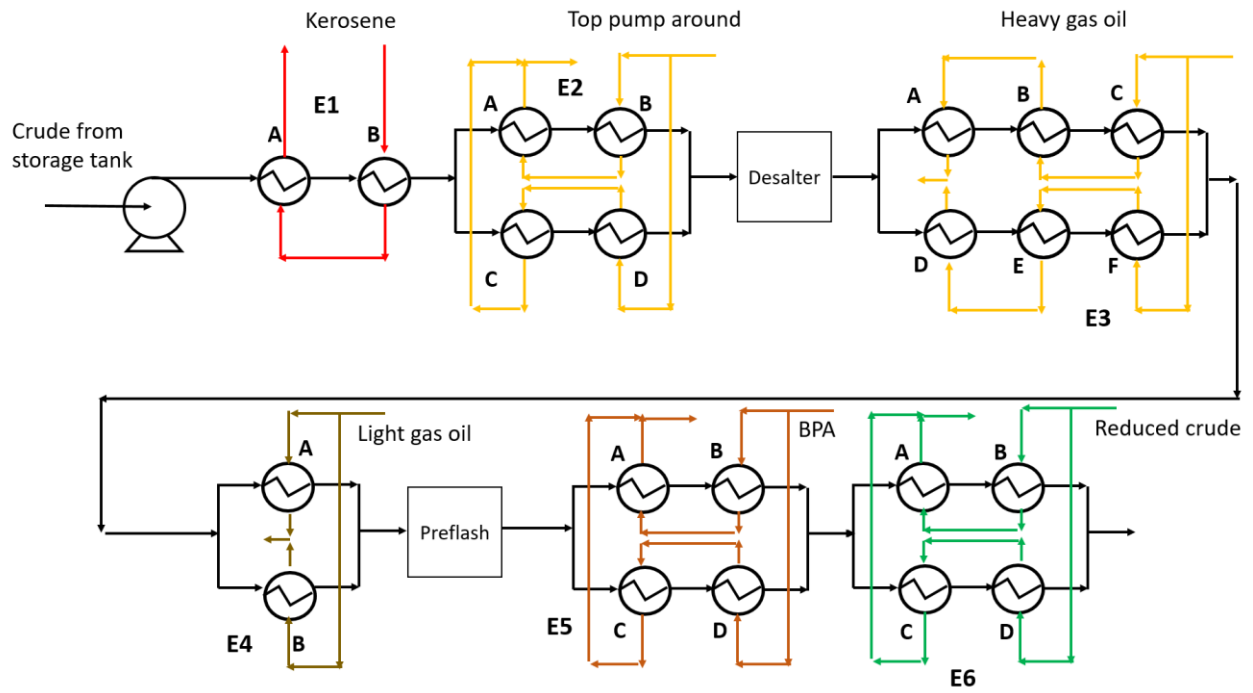 Kerosene
Top pump around
Heavy gas oil
E1
A
B
E2
A
B
A
B
C
Crude from
storage tank
Desalter
C
D
D
E
F
E3
Light gas oil
A
BPA
A
B
Reduced crude
A
B
Preflash
E4
B
E5
C
D
C
D
E6